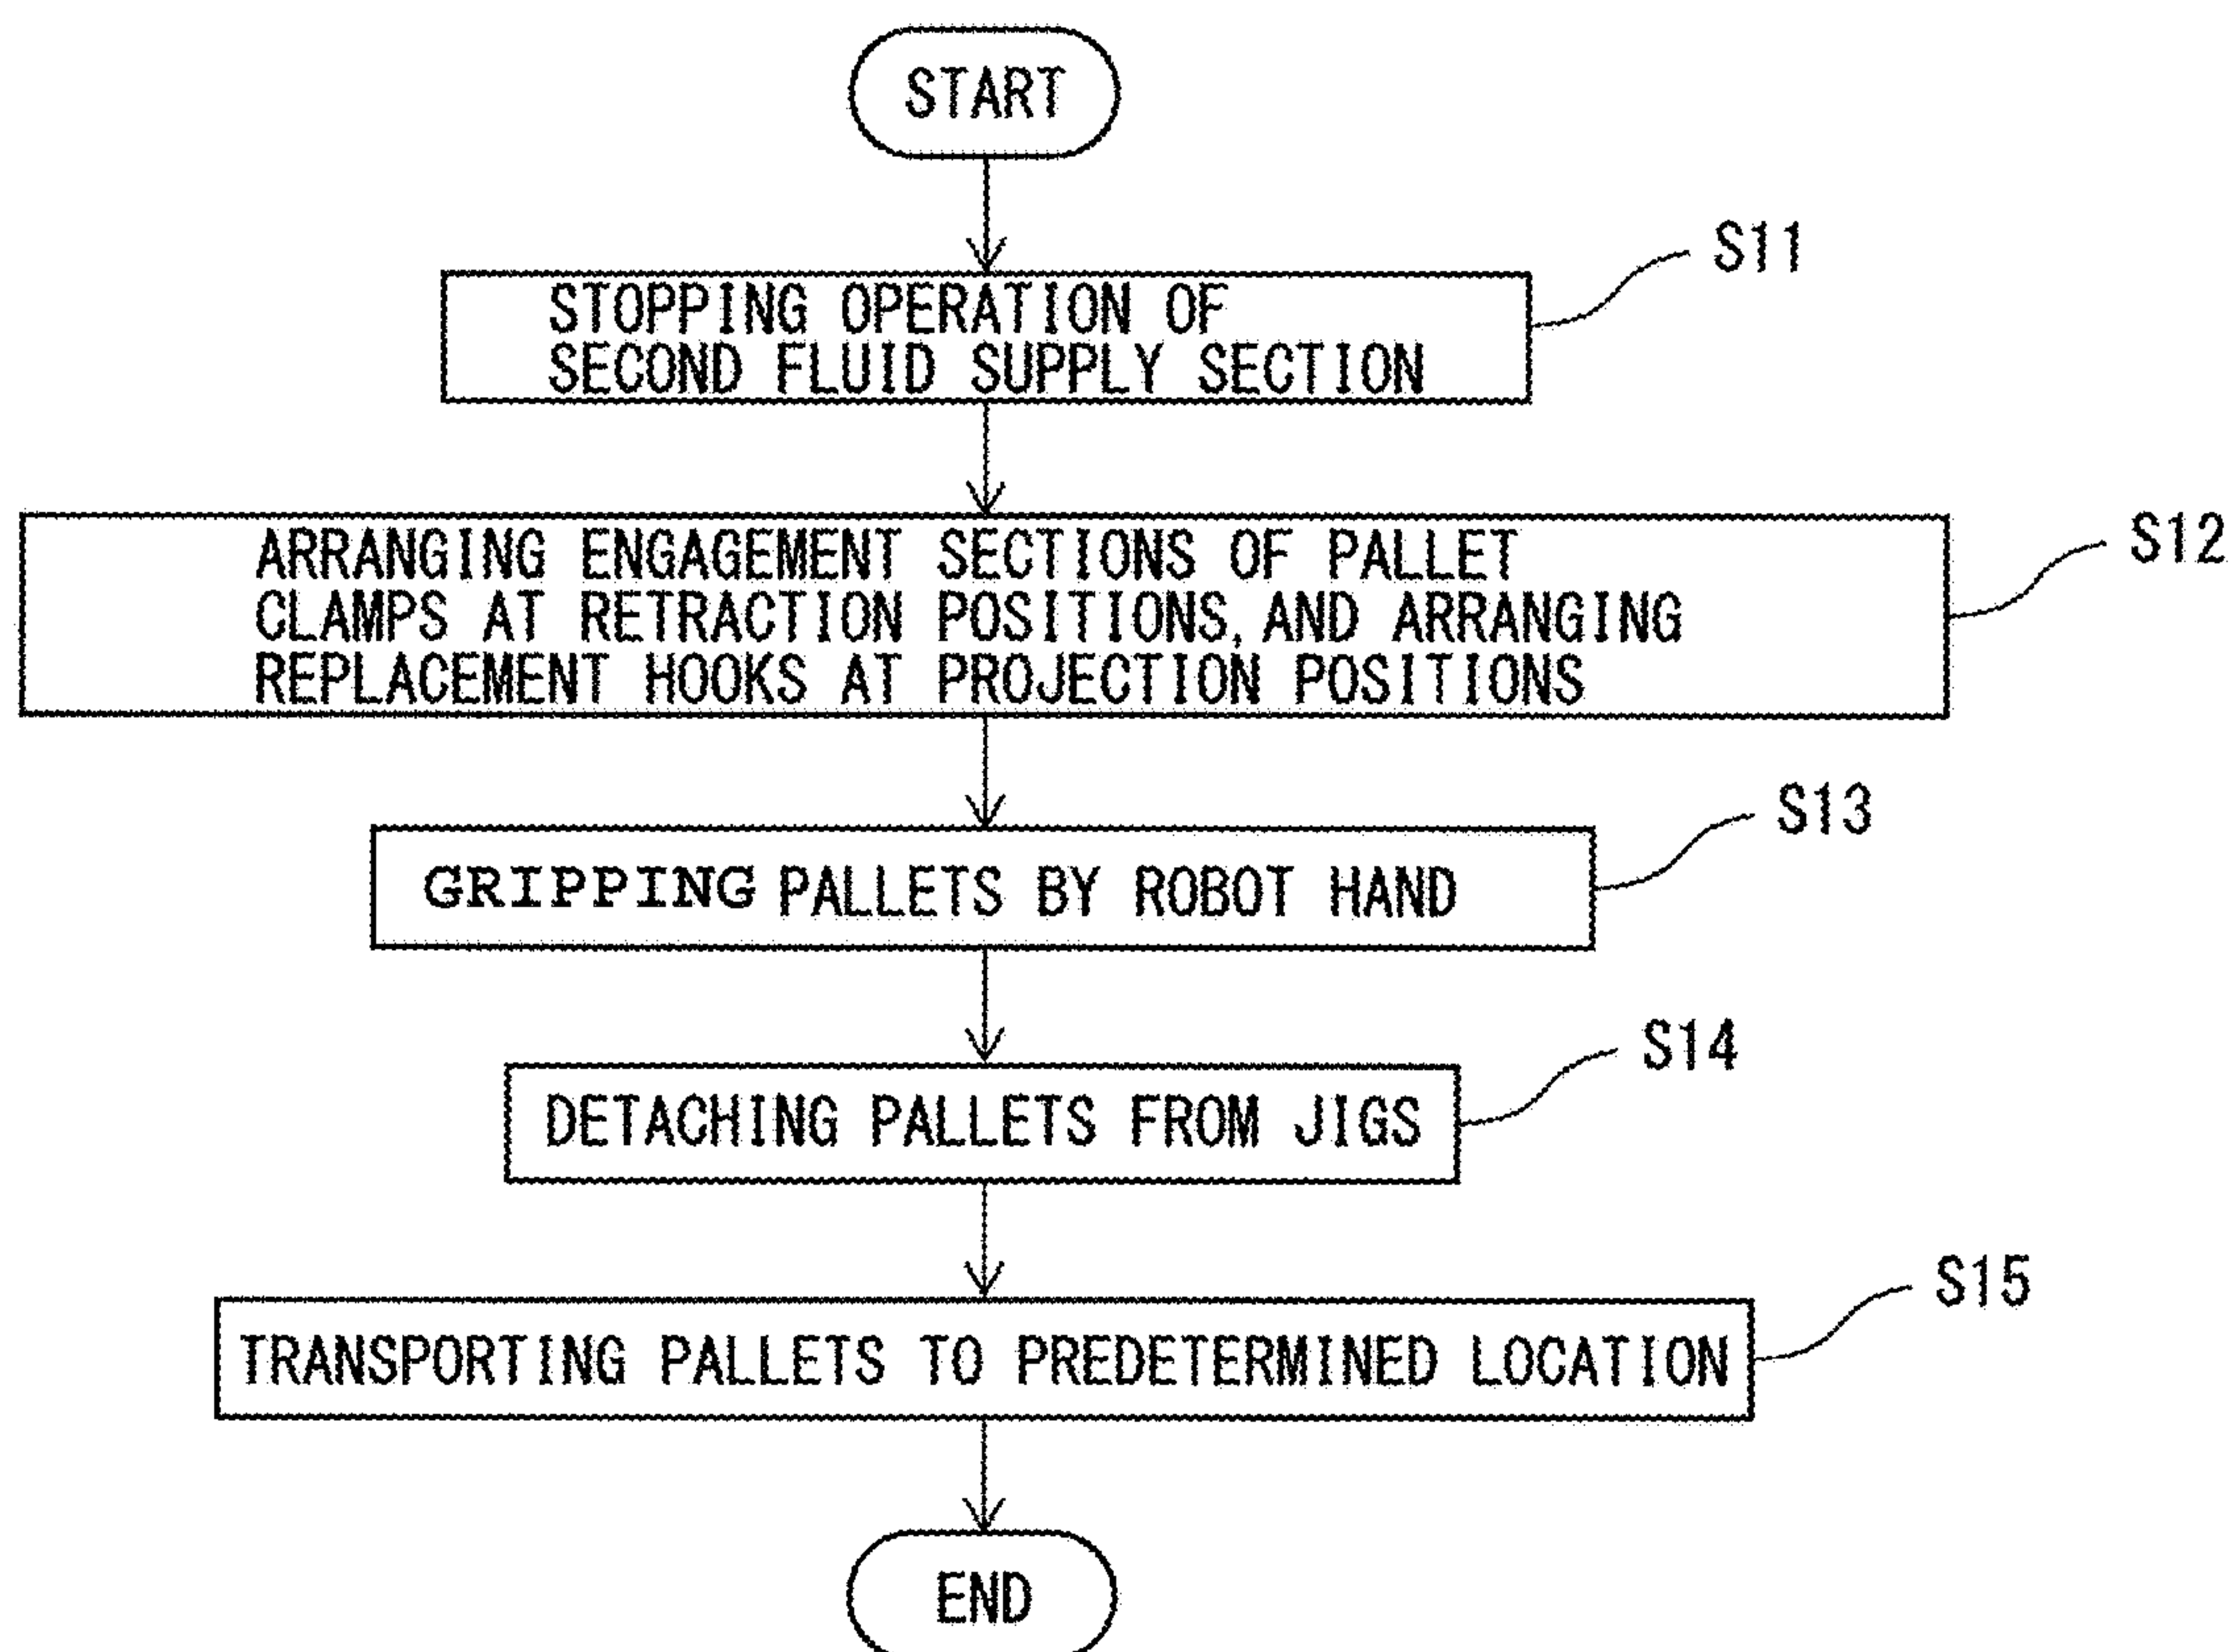 START
S11
STOPPING OPERATION OF
SECOND FLUID SUPPLY SECTION
S12
ARRANGING ENGAGEMENT SECTIONS OF PALLET
CLAMPS AT RETRACTION POSITIONS, AND ARRANGING
REPLACEMENT HOOKS AT PROJECTION POSITIONS
S13
GRIPPING PALLETS BY ROBOT HAND
S14
DETACHING PALLETS FROM JIGS
S15
TRANSPORTING PALLETS TO PREDETERMINED LOCATION
END